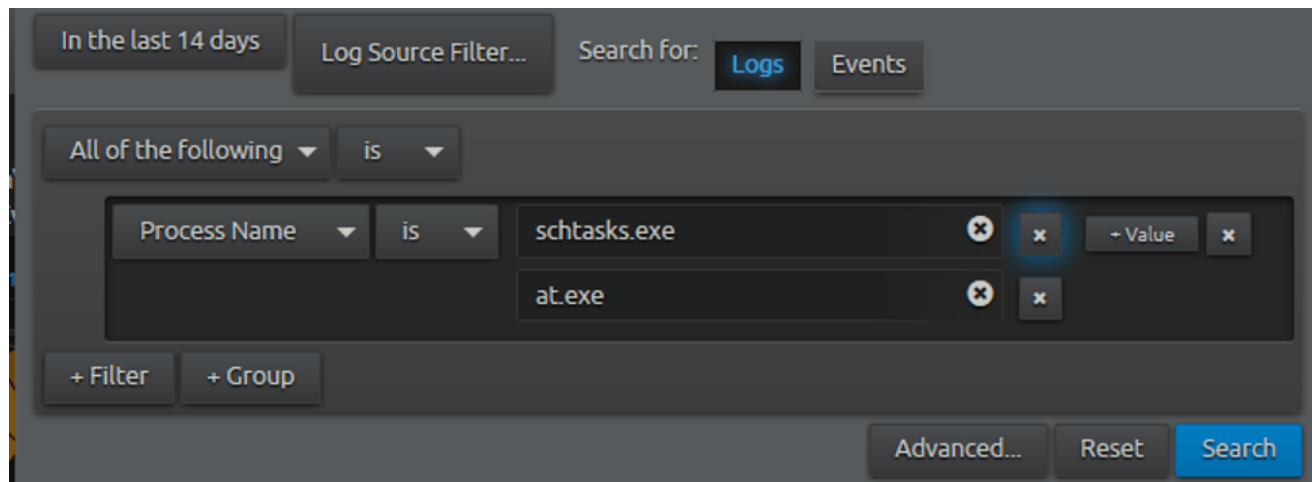 In the last 14 days Log Source Filter... Search for: Logs Events
All of the following is
Process Name is schtasks.exe + Value
at.exe
+ Filter + Group
Advanced... Reset Search